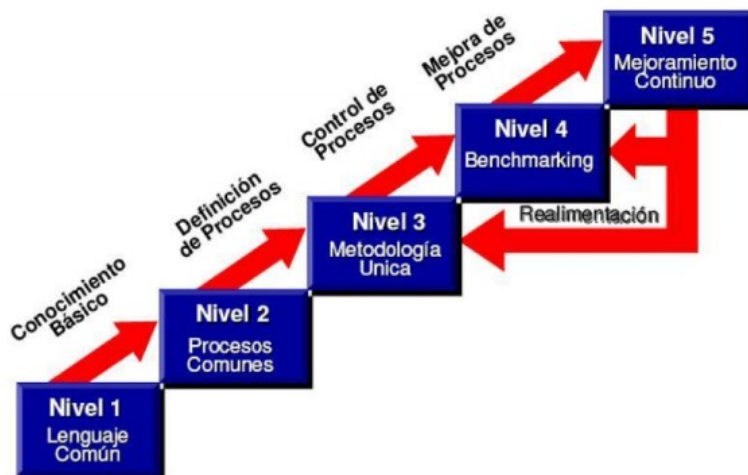 Nivel 5
Mejoramiento
Continuo
Mejora de
Procesos
Nivel 4
Benchmarking
Control de
Procesos
Realimentación
Nivel 3
Metodología
Unica
Definición
de Procesos
Nivel 2
Procesos
Comunes
Conocimiento
Básico
Nivel 1
Lenguaje
Común